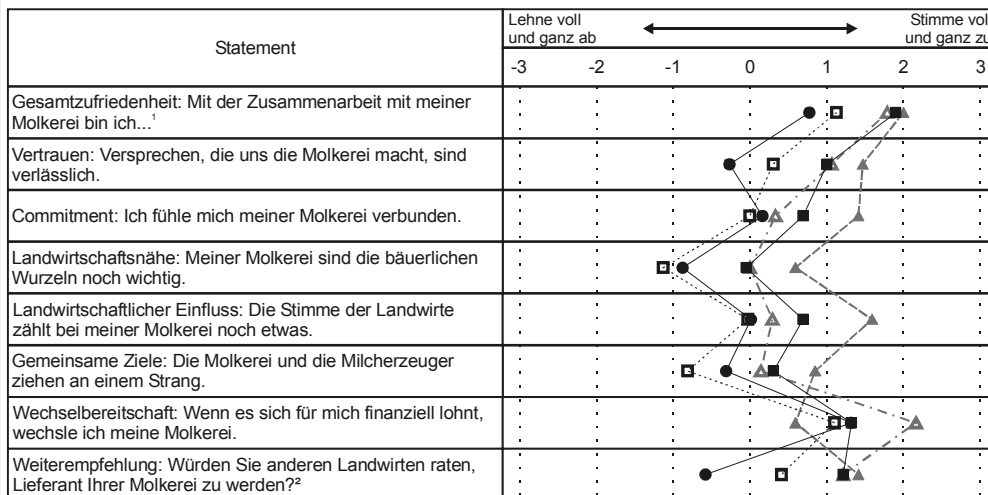 Statement
Lehne voll
und ganz ab
Stimme vol
und ganz zu
-3 -2 -1 0 1 2 3
Gesamtzufriedenheit: Mit der Zusammenarbeit mit meiner
Molkerei bin ich...¹
Vertrauen: Versprechen, die uns die Molkerei macht, sind
verlässlich.
Commitment: Ich fühle mich meiner Molkerei verbunden.
Landwirtschaftsnähe: Meiner Molkerei sind die bäuerlichen
Wurzeln noch wichtig.
Landwirtschaftlicher Einfluss: Die Stimme der Landwirte
zählt bei meiner Molkerei noch etwas.
Gemeinsame Ziele: Die Molkerei und die Milcherzeuger
ziehen an einem Strang.
Wechselbereitschaft: Wenn es sich für mich finanziell lohnt,
wechsle ich meine Molkerei.
Weiterempfehlung: Würden Sie anderen Landwirten raten,
Lieferant Ihrer Molkerei zu werden?²